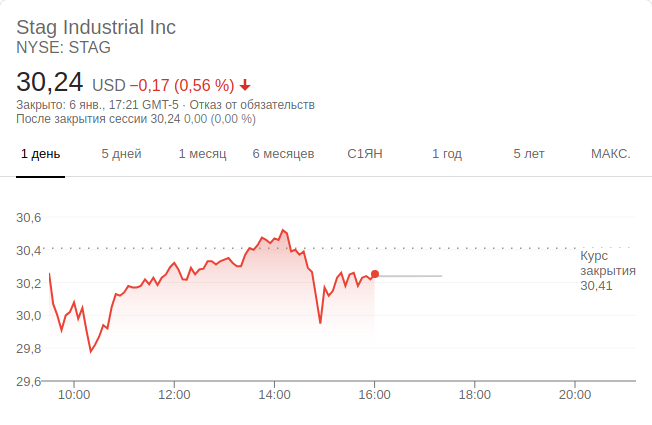 Stag Industrial Inc
NYSE: STAG
30,24 USD −0,17 (0,56 %)
Закрыто: 6 янв., 17:21 GMT-5 · Отказ от обязательств
После закрытия сессии 30,24 0,00 (0,00 %)
1 день 5 дней 1 месяц 6 месяцев С1ЯН 1 год 5 лет МАКС.
30,6
30,4
Курс
закрытия
30,41
30,2
30,0
29,8
29,6
10:00 12:00 14:00 16:00 18:00 20:00